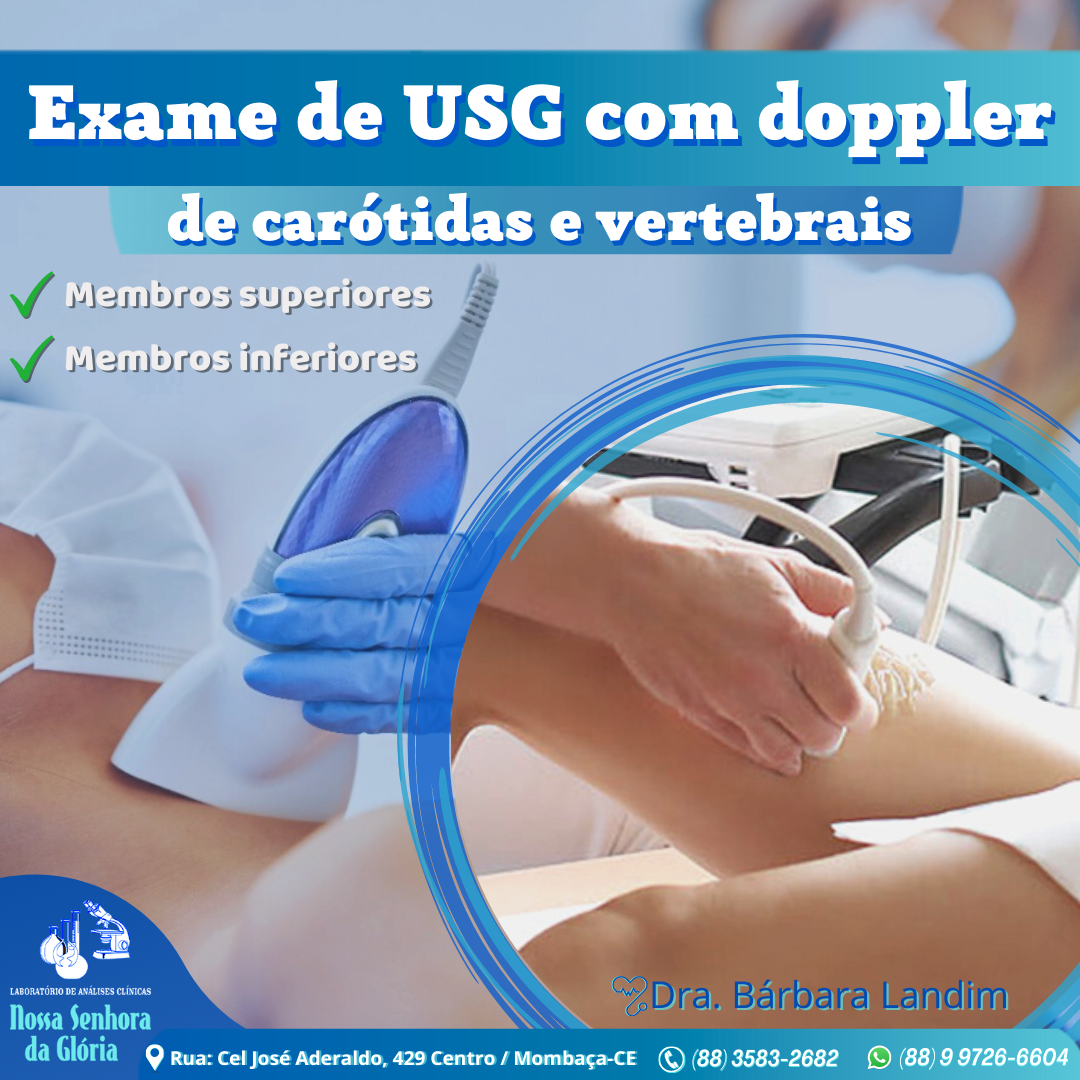 Exame de USG com doppler
de carótidas e vertebrais
Membros superiores
Membros inferiores
Dra. Bárbara Landim
LABORATÓRIO DE ANÁLISES CLÍNICAS
Nossa Senhora
da Glória
Rua: Cel José Aderaldo, 429 Centro / Mombaça-CE (88) 3583-2682 (88) 9 9726-6604